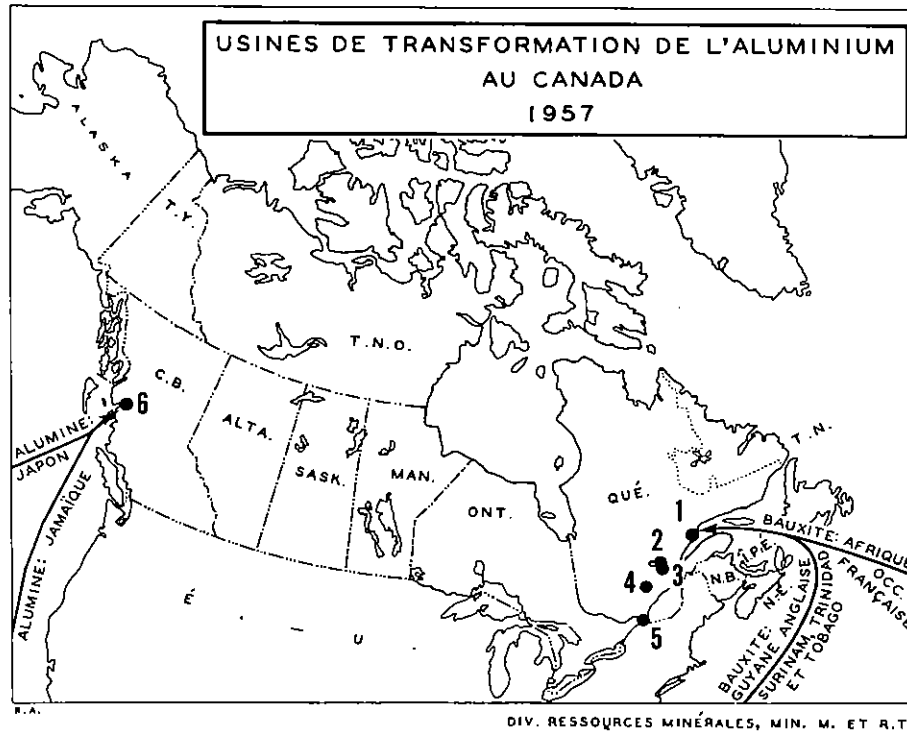 USINES DE TRANSFORMATION DE L'ALUMINIUM
AU CANADA
1957
ALASKA
T.Y.
T.N.O.
C.B.
6
ALTA.
SASK.
MAN.
ONT.
QUÉ.
T.N.
ALUMINE:
JAPON
ALUMINE: JAMAÏQUE
É - U
1
2
3
4
5
N.B.
I.P.E.
N.-É.
BAUXITE: AFRIQUE
OCC.
FRANÇAISE
BAUXITE:
GUYANE ANGLAISE
SURINAM, TRINIDAD
ET TOBAGO
R.A.
DIV. RESSOURCES MINÉRALES, MIN. M. ET R.T